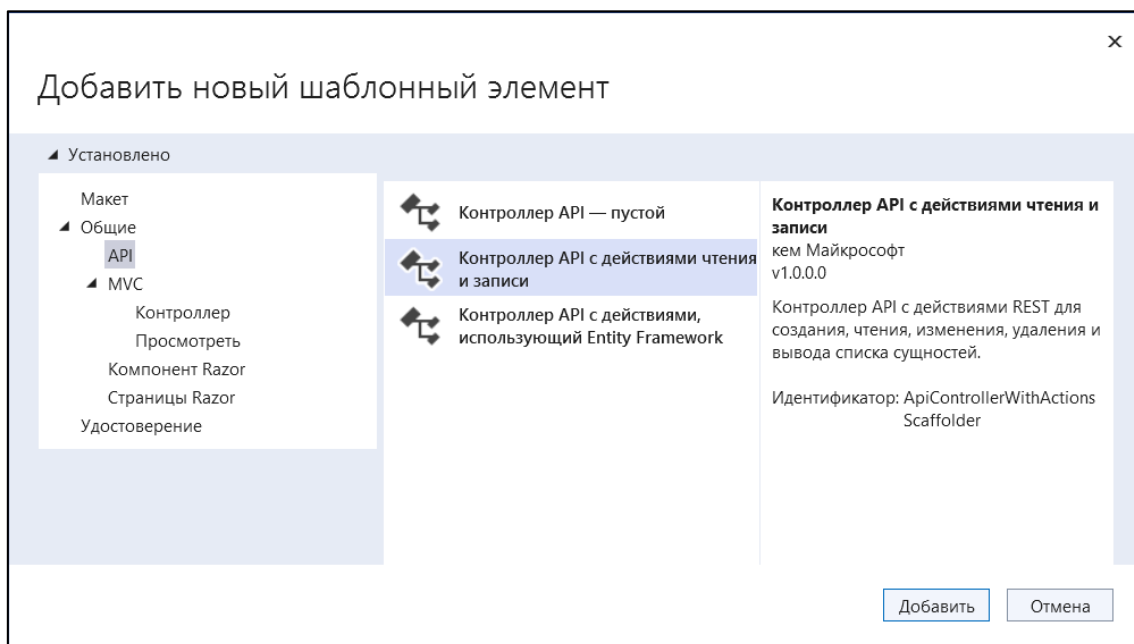 Добавить новый шаблонный элемент
Установлено
Макет
Общие
API
MVC
Контроллер
Просмотреть
Компонент Razor
Страницы Razor
Удостоверение
Контроллер API — пустой
Контроллер API с действиями чтения
и записи
Контроллер API с действиями,
использующий Entity Framework
Контроллер API с действиями чтения и
записи
кем Майкрософт
v1.0.0.0
Контроллер API с действиями REST для
создания, чтения, изменения, удаления и
вывода списка сущностей.
Идентификатор: ApiControllerWithActions
Scaffolder
Добавить
Отмена